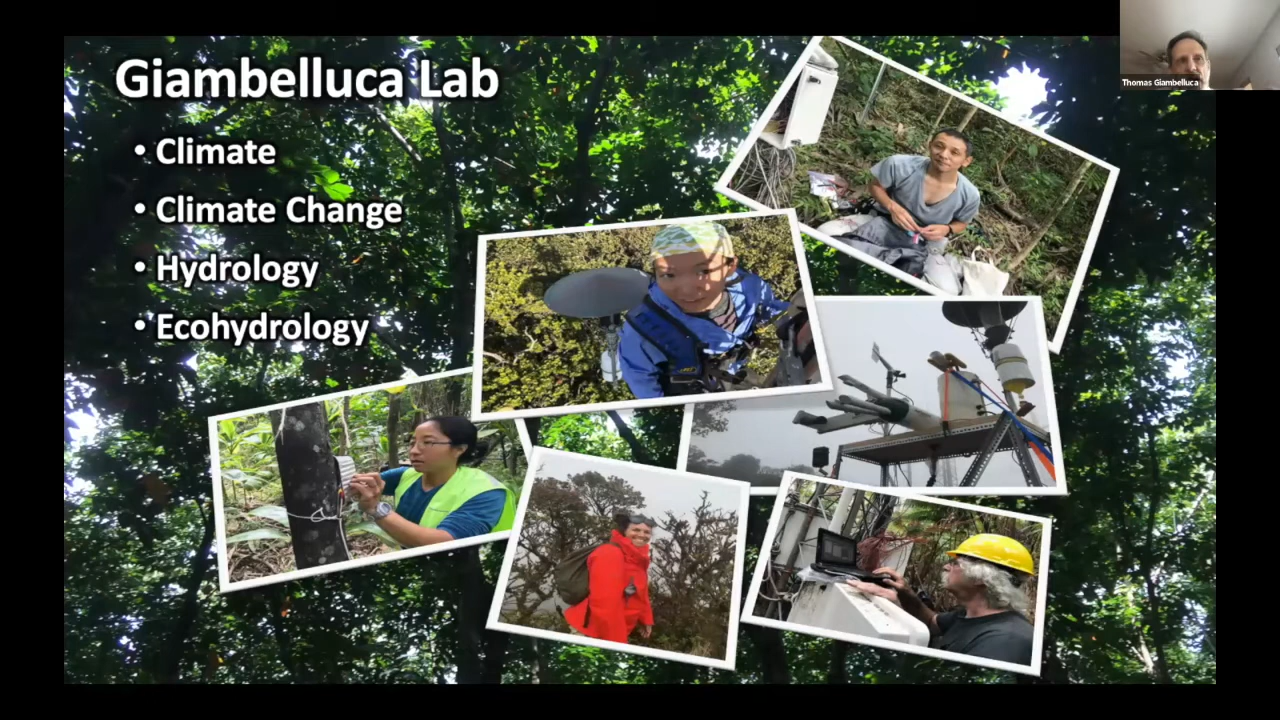 Giambelluca Lab
• Climate
• Climate Change
• Hydrology
• Ecohydrology
Thomas Giambelluca